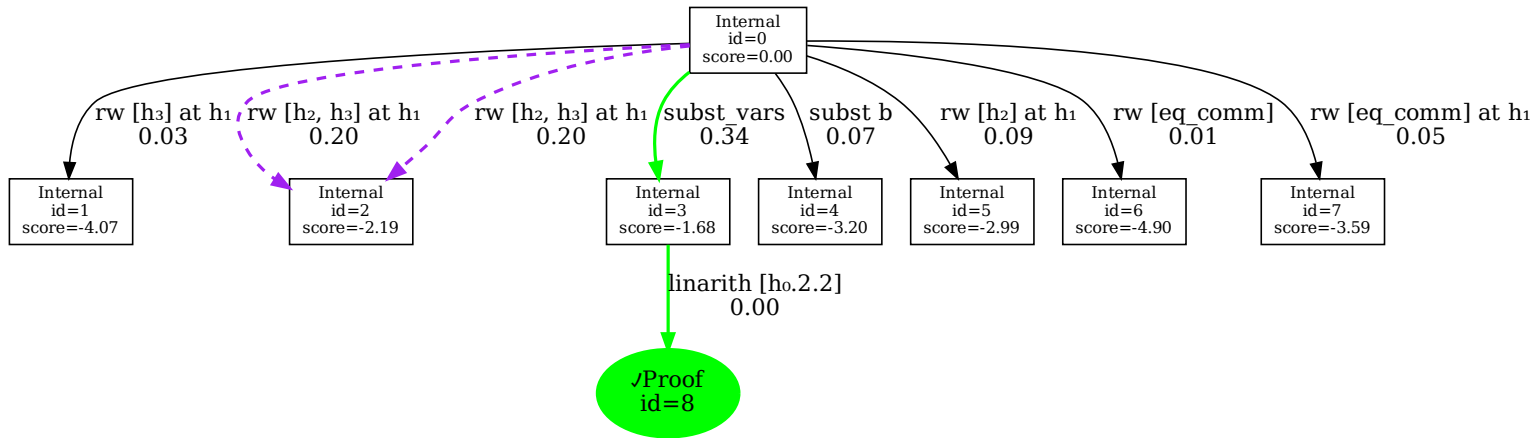 Internal
id=0
score=0.00
rw [h₃] at h₁
0.03
rw [h₂, h₃] at h₁
0.20
rw [h₂, h₃] at h₁
0.20
subst_vars
0.34
subst b
0.07
rw [h₂] at h₁
0.09
rw [eq_comm]
0.01
rw [eq_comm] at h₁
0.05
Internal
id=1
score=-4.07
Internal
id=2
score=-2.19
Internal
id=3
score=-1.68
Internal
id=4
score=-3.20
Internal
id=5
score=-2.99
Internal
id=6
score=-4.90
Internal
id=7
score=-3.59
linarith [h₀.2.2]
0.00
✓Proof
id=8